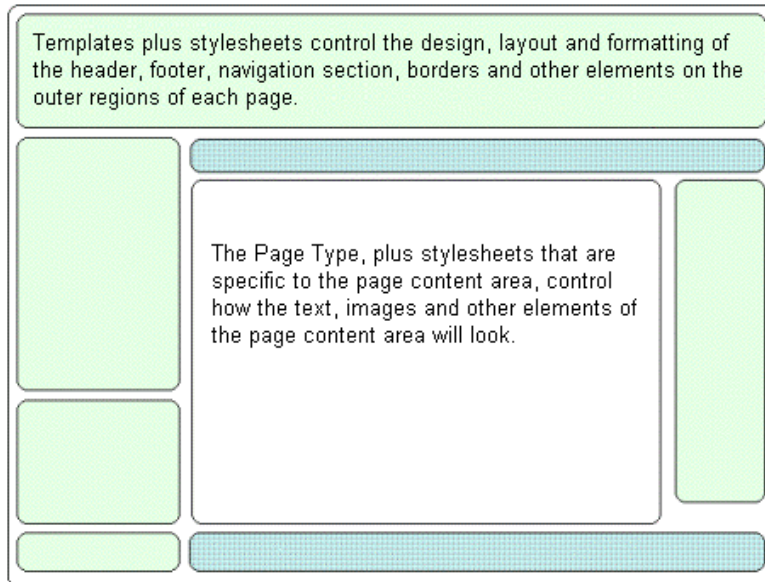 Templates plus stylesheets control the design, layout and formatting of
the header, footer, navigation section, borders and other elements on the
outer regions of each page.
The Page Type, plus stylesheets that are
specific to the page content area, control
how the text, images and other elements of
the page content area will look.